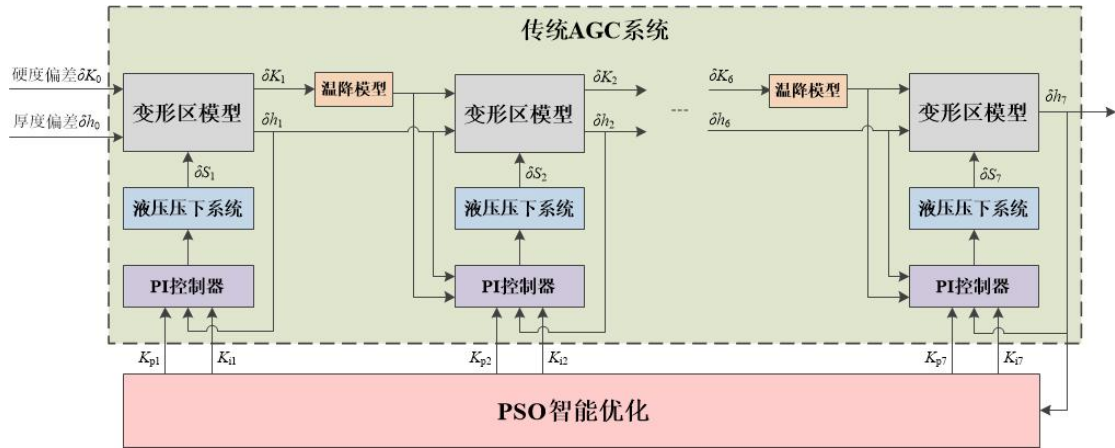 传统AGC系统
硬度偏差δK₀
厚度偏差δh₀
变形区模型
δK₁
温降模型
δh₁
变形区模型
δK₂
δh₂
---
δK₆
温降模型
δh₆
变形区模型
δh₇
δS₁
δS₂
δS₇
液压压下系统
液压压下系统
液压压下系统
PI控制器
PI控制器
PI控制器
Kp1
Ki1
Kp2
Ki2
Kp7
Ki7
PSO智能优化